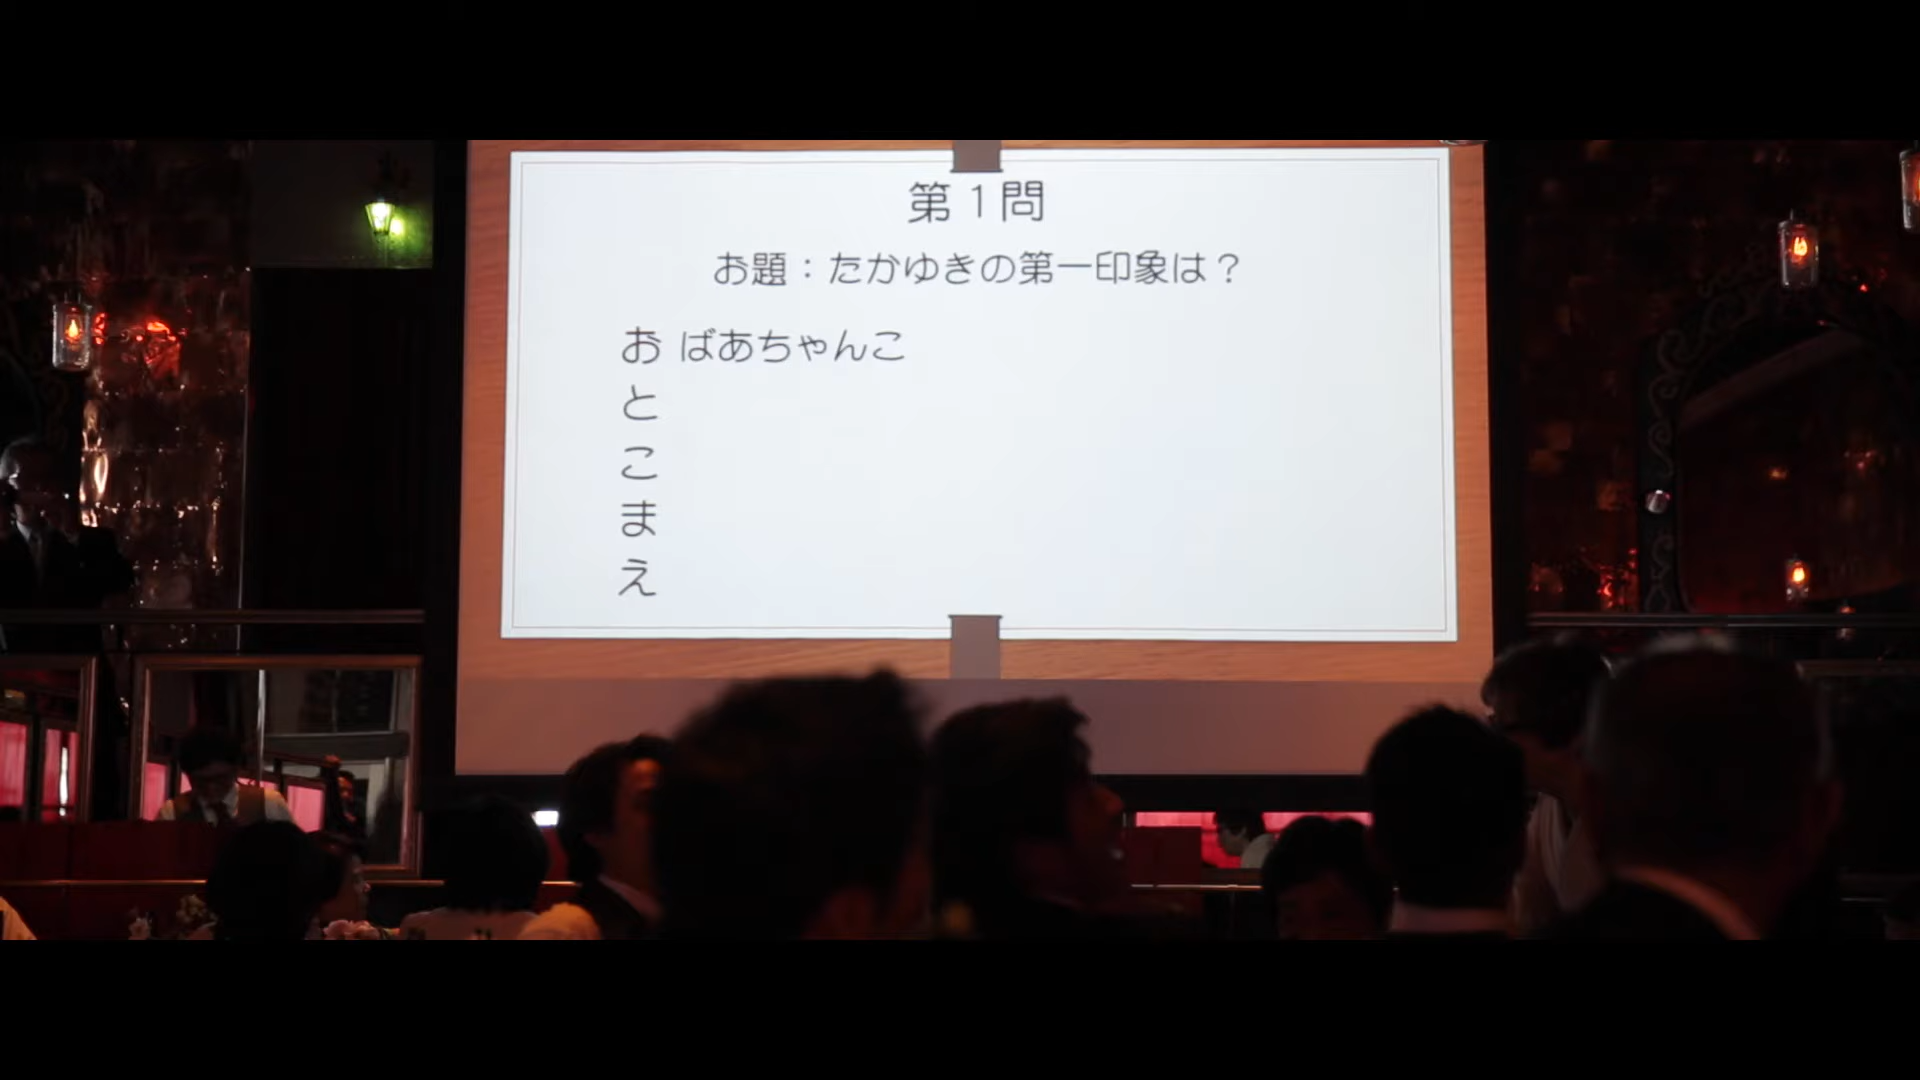 第1問
お題：たかゆきの第一印象は？
お ばあちゃんこ
と
こ
ま
え